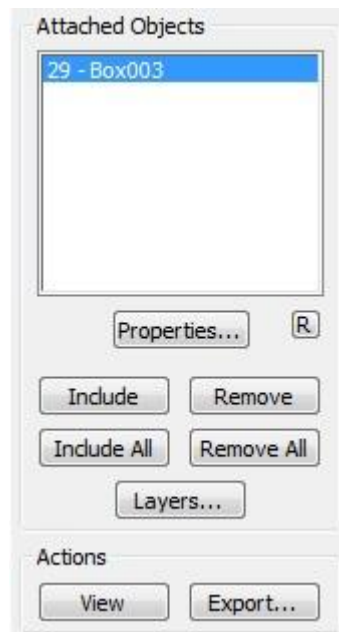 Attached Objects
29 - Box003
Properties... R
Include Remove
Include All Remove All
Layers...
Actions
View Export...